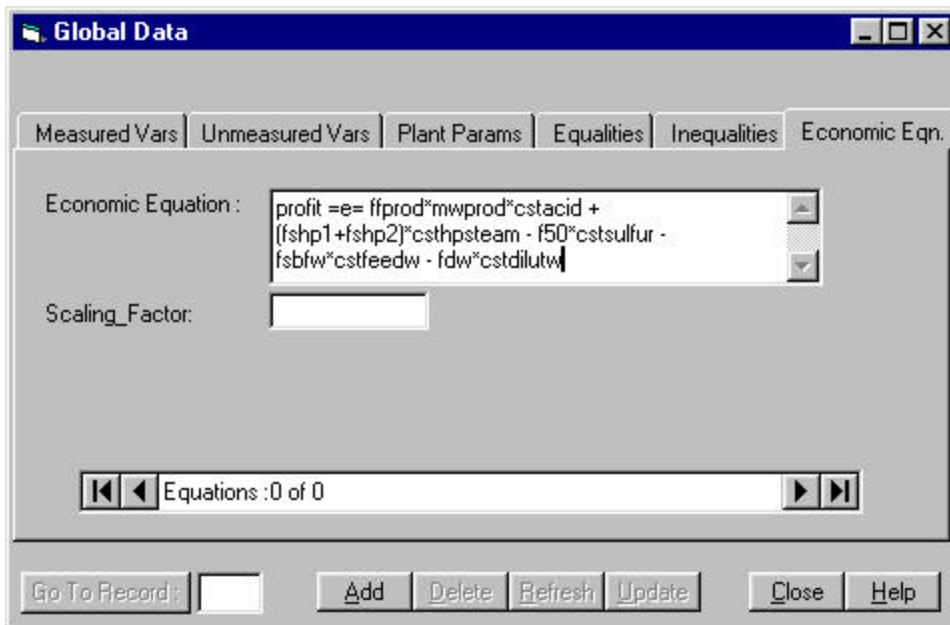 Global Data
Measured Vars Unmeasured Vars Plant Params Equalities Inequalities Economic Eqn.
Economic Equation :
profit =e= ffprod*mwprod*cstacid +
(fshp1+fshp2)*csthpsteam - f50*cstsulfur -
fsbfw*cstfeedw - fdw*cstdilutw
Scaling_Factor:
Equations :0 of 0
Go To Record : Add Delete Refresh Update Close Help